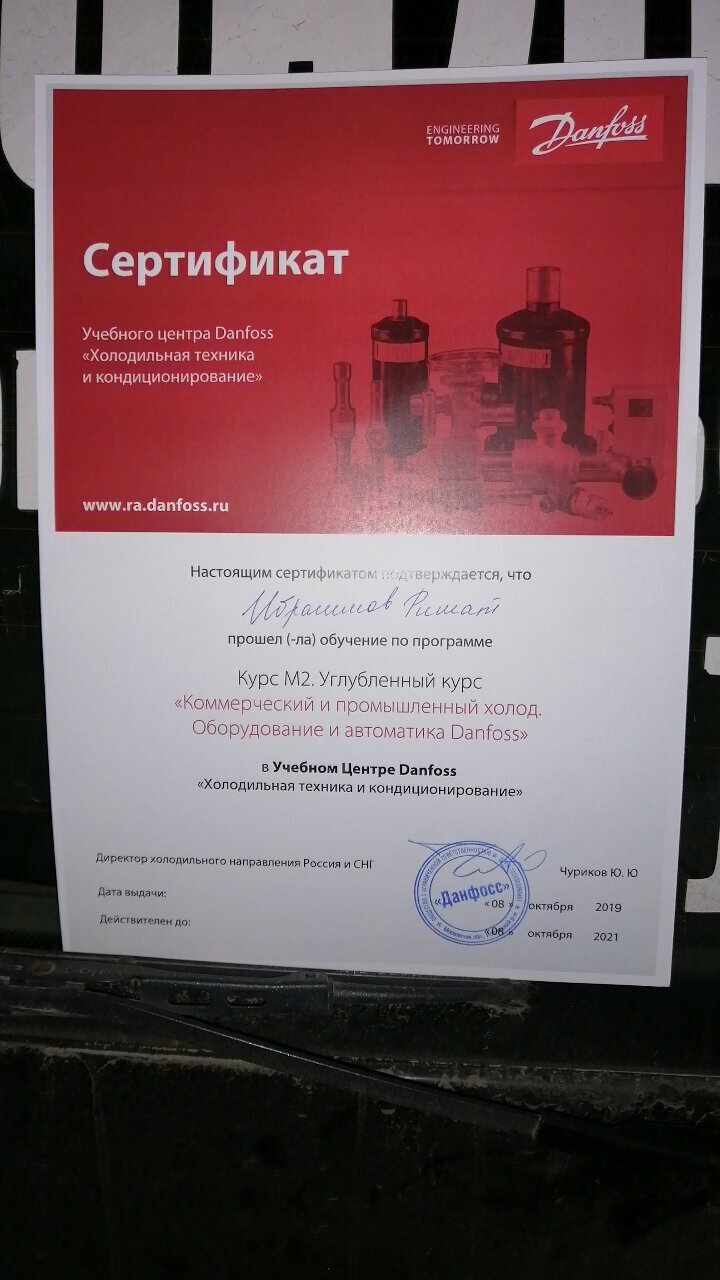 ENGINEERING
TOMORROW
Danfoss
Сертификат
Учебного центра Danfoss
«Холодильная техника
и кондиционирование»
www.ra.danfoss.ru
Настоящим сертификатом подтверждается, что
Ибрагимов Ришат
прошел (-ла) обучение по программе
Курс М2. Углубленный курс
«Коммерческий и промышленный холод.
Оборудование и автоматика Danfoss»
в Учебном Центре Danfoss
«Холодильная техника и кондиционирование»
Директор холодильного направления Россия и СНГ
Чуриков Ю. Ю
«Данфосс»
Дата выдачи: «08 » октября 2019
Действителен до: «08 » октября 2021